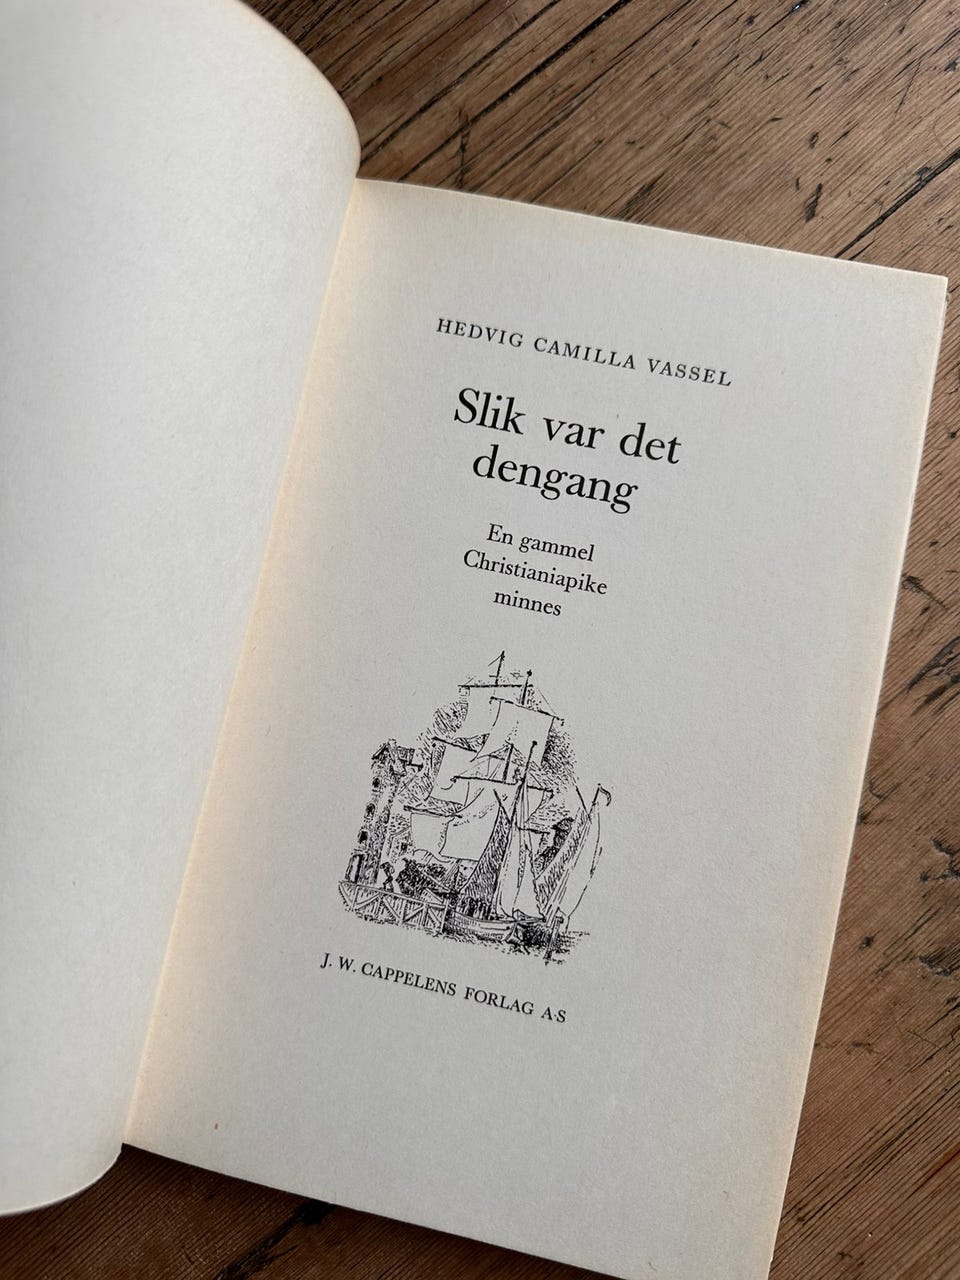 HEDVIG CAMILLA VASSEL
Slik var det
dengang
En gammel
Christianiapike
minnes
J. W. CAPPELENS FORLAG A·S